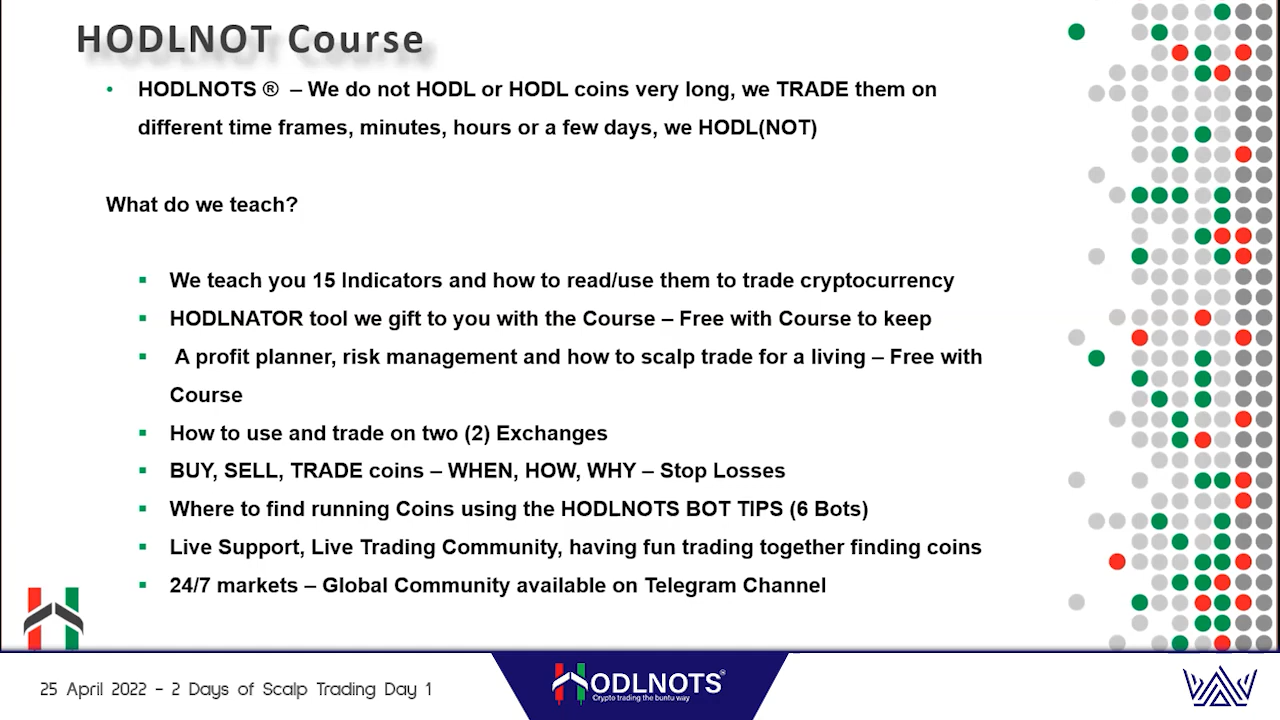 HODLNOT Course
• HODLNOTS ® – We do not HODL or HODL coins very long, we TRADE them on
different time frames, minutes, hours or a few days, we HODL(NOT)
What do we teach?
▪ We teach you 15 Indicators and how to read/use them to trade cryptocurrency
▪ HODLNATOR tool we gift to you with the Course – Free with Course to keep
▪ A profit planner, risk management and how to scalp trade for a living – Free with
Course
▪ How to use and trade on two (2) Exchanges
▪ BUY, SELL, TRADE coins – WHEN, HOW, WHY – Stop Losses
▪ Where to find running Coins using the HODLNOTS BOT TIPS (6 Bots)
▪ Live Support, Live Trading Community, having fun trading together finding coins
▪ 24/7 markets – Global Community available on Telegram Channel
25 April 2022 - 2 Days of Scalp Trading Day 1
HODLNOTS®
Crypto trading the buntu way